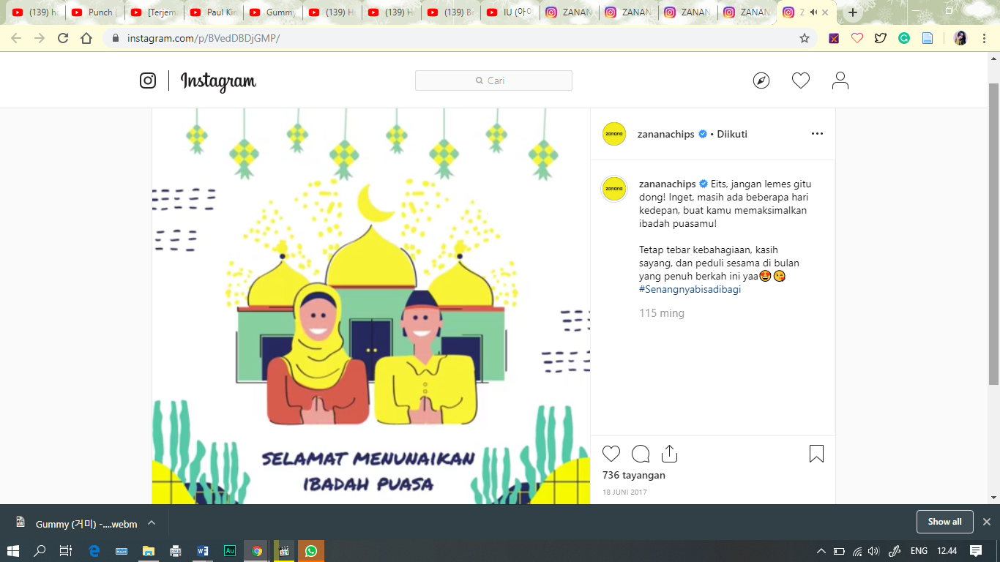 (139) h
Punch (
[Terjem
Paul Kin
Gummy
(139) H
(139) H
(139) B
IU (아이
ZANAN
ZANAN
ZANAN
ZANAN
Z
instagram.com/p/BVedDBDjGMP/
Instagram
Cari
zanana
zananachips • Diikuti
zanana
zananachips Eits, jangan lemes gitu
dong! Inget, masih ada beberapa hari
kedepan, buat kamu memaksimalkan
ibadah puasamu!
Tetap tebar kebahagiaan, kasih
sayang, dan peduli sesama di bulan
yang penuh berkah ini yaa😍😘
#Senangnyabisadibagi
115 ming
SELAMAT MENUNAIKAN
IBADAH PUASA
736 tayangan
18 JUNI 2017
Gummy (거미) -....webm
Show all
ENG
12.44